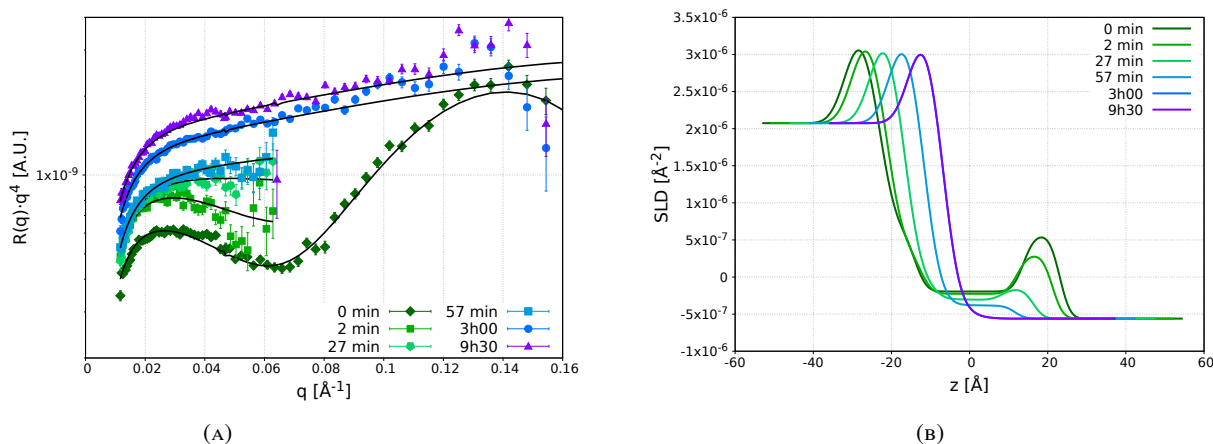 R(q)·q⁴ [A.U.]
1x10⁻⁹
0 min
2 min
27 min
57 min
3h00
9h30
0 0.02 0.04 0.06 0.08 0.1 0.12 0.14 0.16
q [Å⁻¹]
(A)
SLD [Å⁻²]
3.5x10⁻⁶
3x10⁻⁶
2.5x10⁻⁶
2x10⁻⁶
1.5x10⁻⁶
1x10⁻⁶
5x10⁻⁷
0
-5x10⁻⁷
-1x10⁻⁶
0 min
2 min
27 min
57 min
3h00
9h30
-60 -40 -20 0 20 40 60
z [Å]
(B)